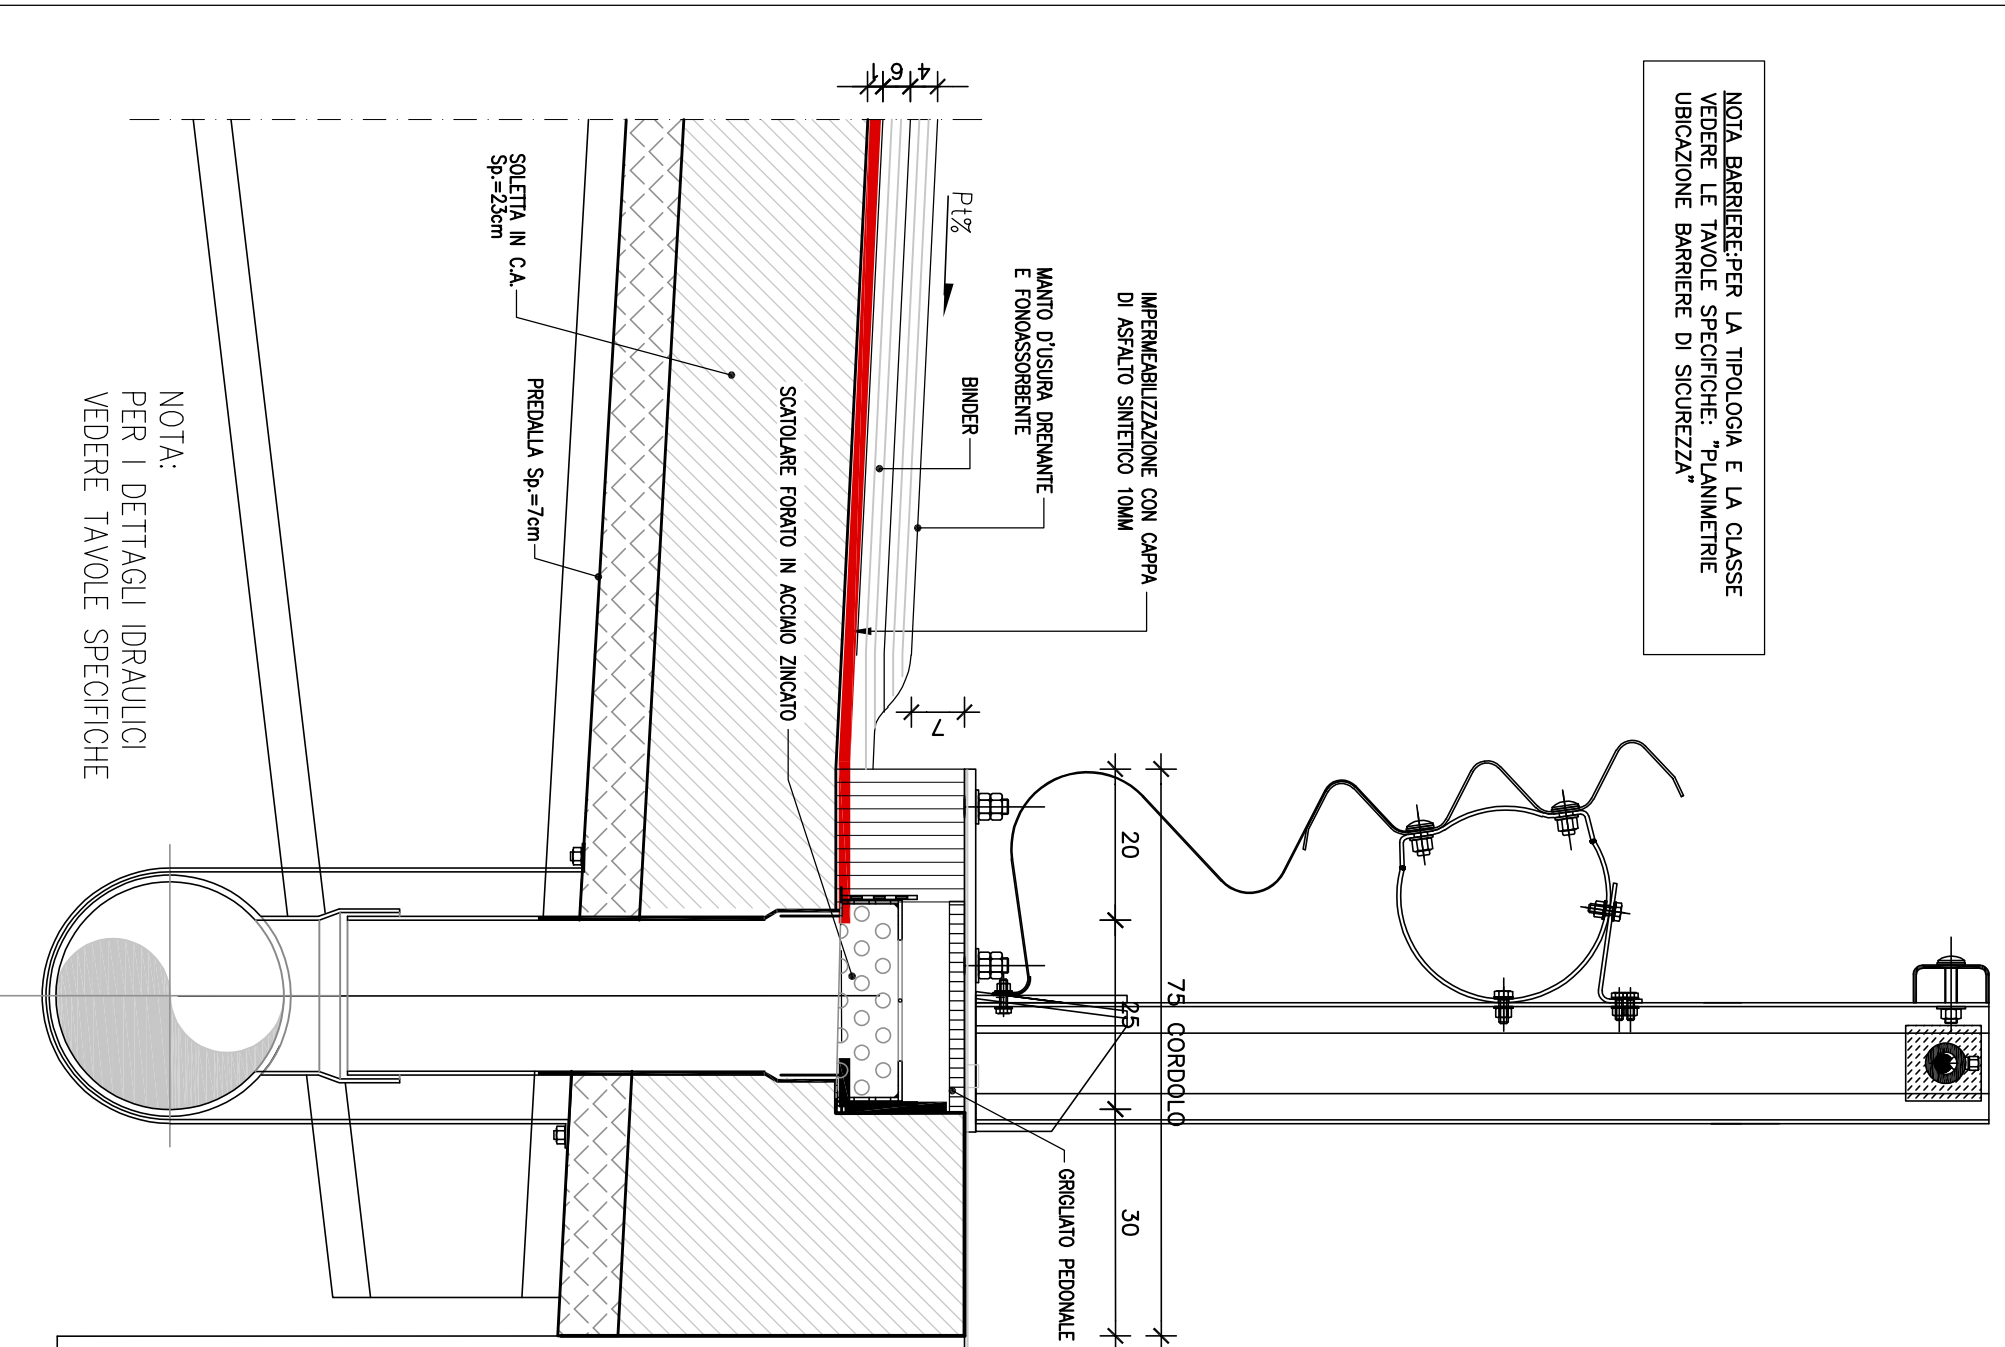 NOTA BARRIERE:PER LA TIPOLOGIA E LA CLASSE
VEDERE LE TAVOLE SPECIFICHE: "PLANIMETRIE
UBICAZIONE BARRIERE DI SICUREZZA"
75 CORDOLO
20
25
30
IMPERMEABILIZZAZIONE CON CAPPA
DI ASFALTO SINTETICO 10MM
GRIGLIATO PEDONALE
MANTO D'USURA DRENANTE
E FONOASSORBENTE
BINDER
Pt%
4
6
1
7
SCATOLARE FORATO IN ACCIAIO ZINCATO
PREDALLA Sp.=7cm
SOLETTA IN C.A.
Sp.=23cm
NOTA:
PER I DETTAGLI IDRAULICI
VEDERE TAVOLE SPECIFICHE